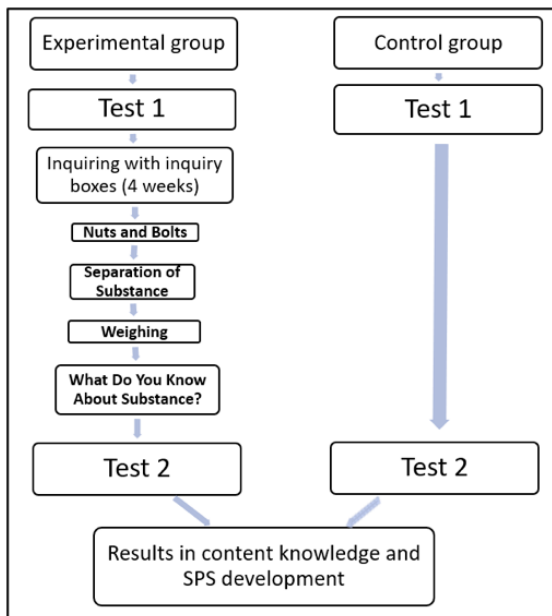 Experimental group
Control group
Test 1
Test 1
Inquiring with inquiry
boxes (4 weeks)
Nuts and Bolts
Separation of
Substance
Weighing
What Do You Know
About Substance?
Test 2
Test 2
Results in content knowledge and
SPS development